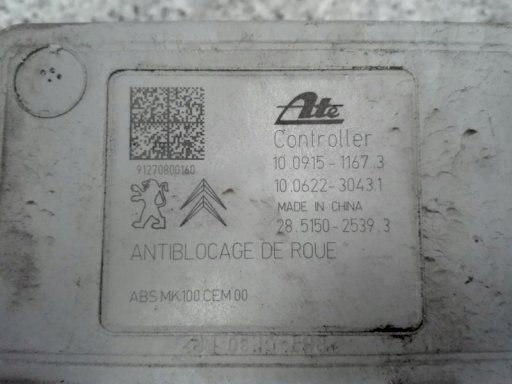 Ate
Controller
10.0915-1167.3
91270800160
10.0622-3043.1
MADE IN CHINA
28.5150-2539.3
ANTIBLOCAGE DE ROUE
ABS.MK100 CEM 00